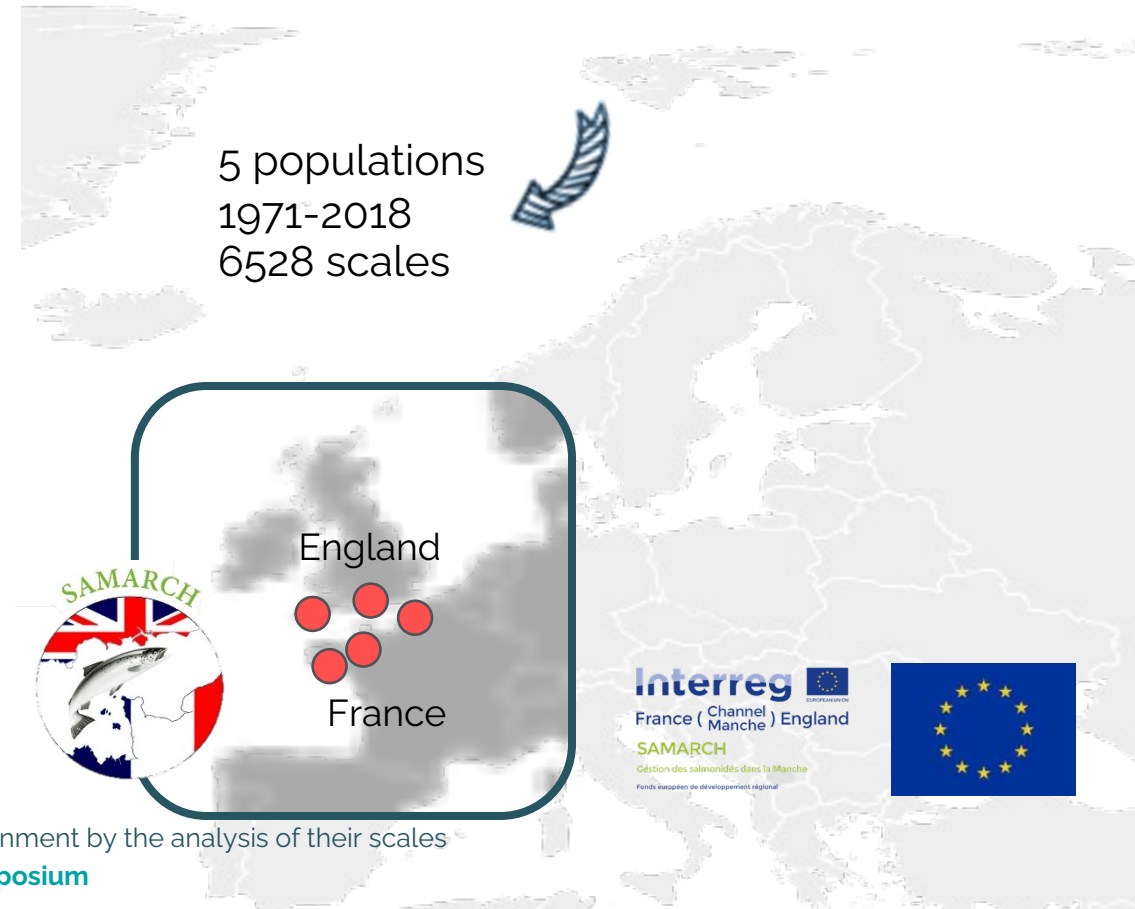 5 populations
1971-2018
6528 scales
England
SAMARCH
France
Interreg
EUROPEAN UNION
France ( Channel Manche ) England
SAMARCH
Gestion des salmonidés dans la Manche
Fonds européen de développement régional
nment by the analysis of their scales
posium